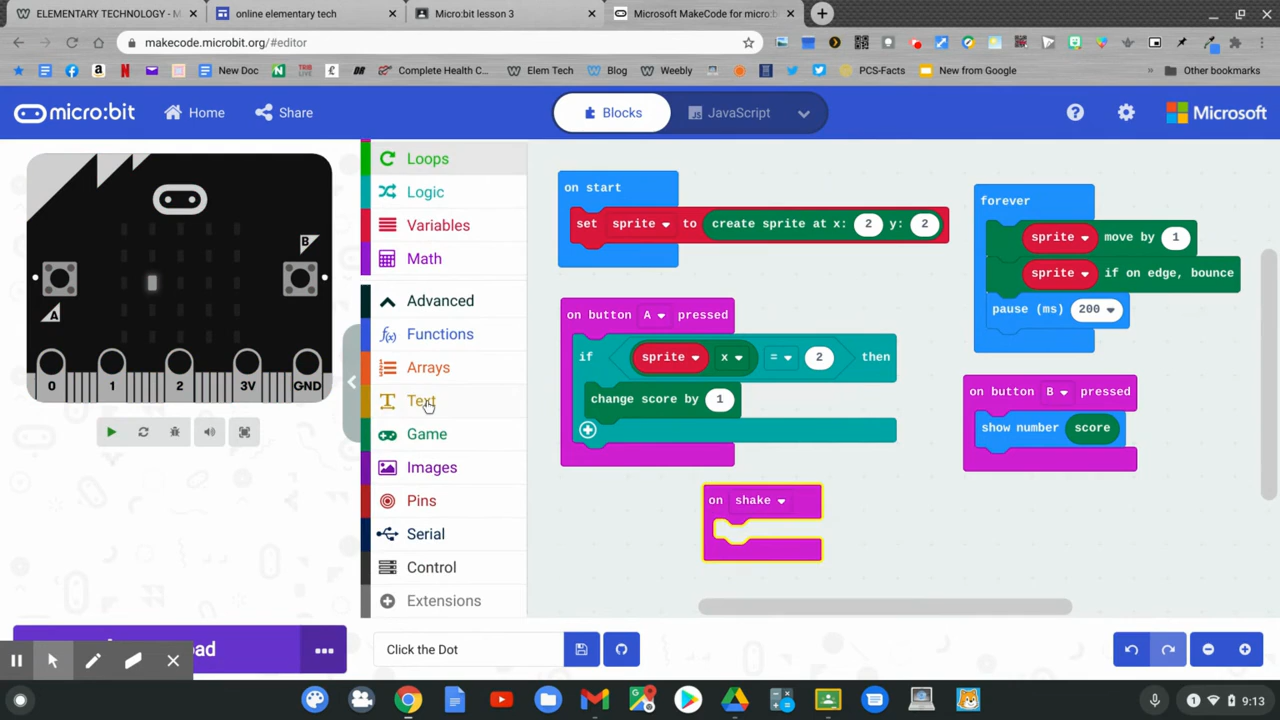 ELEMENTARY TECHNOLOGY - M
online elementary tech
Micro:bit lesson 3
Microsoft MakeCode for micro:b
makecode.microbit.org/#editor
New Doc
Complete Health C...
Elem Tech
Blog
Weebly
PCS-Facts
New from Google
Other bookmarks
micro:bit
Home
Share
Blocks
JavaScript
Microsoft
A
B
0 1 2 3V GND
Loops
Logic
Variables
Math
Advanced
Functions
Arrays
Text
Game
Images
Pins
Serial
Control
Extensions
on start
set sprite to create sprite at x: 2 y: 2
forever
sprite move by 1
sprite if on edge, bounce
pause (ms) 200
on button A pressed
if sprite x = 2 then
change score by 1
on button B pressed
show number score
on shake
Click the Dot
1 9:13